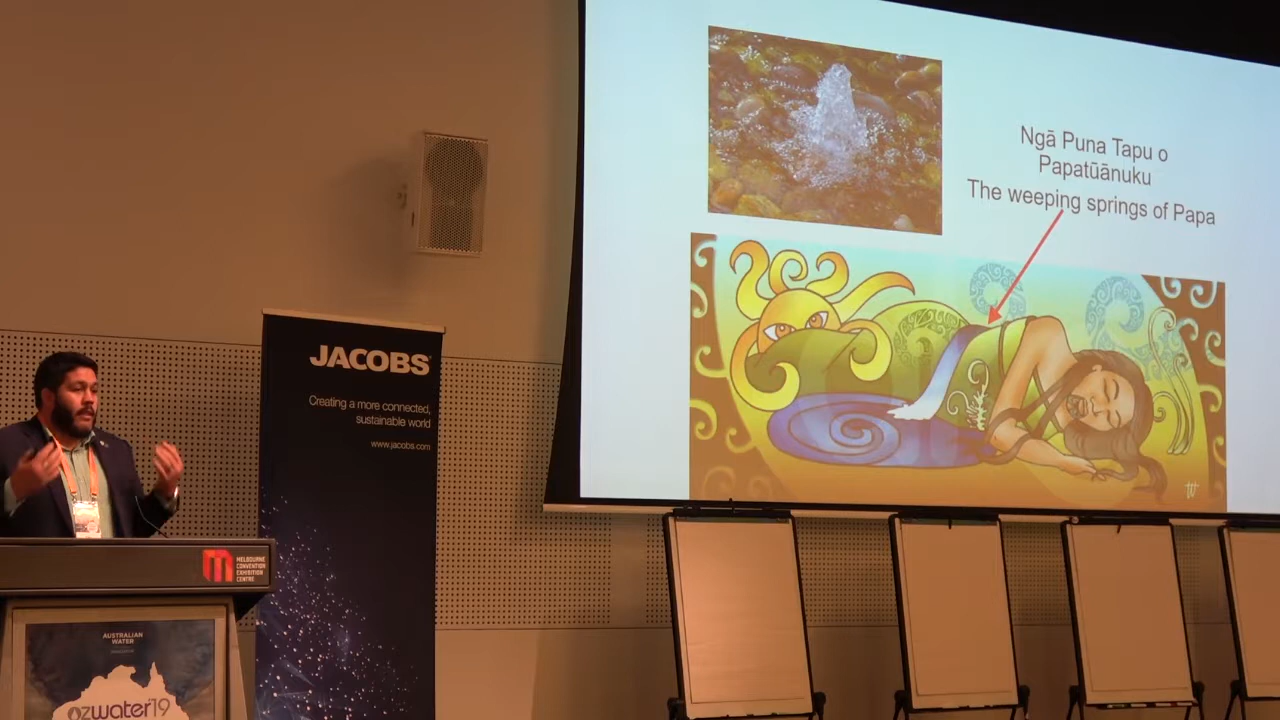 Ngā Puna Tapu o
Papatūānuku
The weeping springs of Papa
JACOBS
Creating a more connected,
sustainable world
www.jacobs.com
MELBOURNE
CONVENTION
EXHIBITION
CENTRE
AUSTRALIAN
WATER
ozwater'19